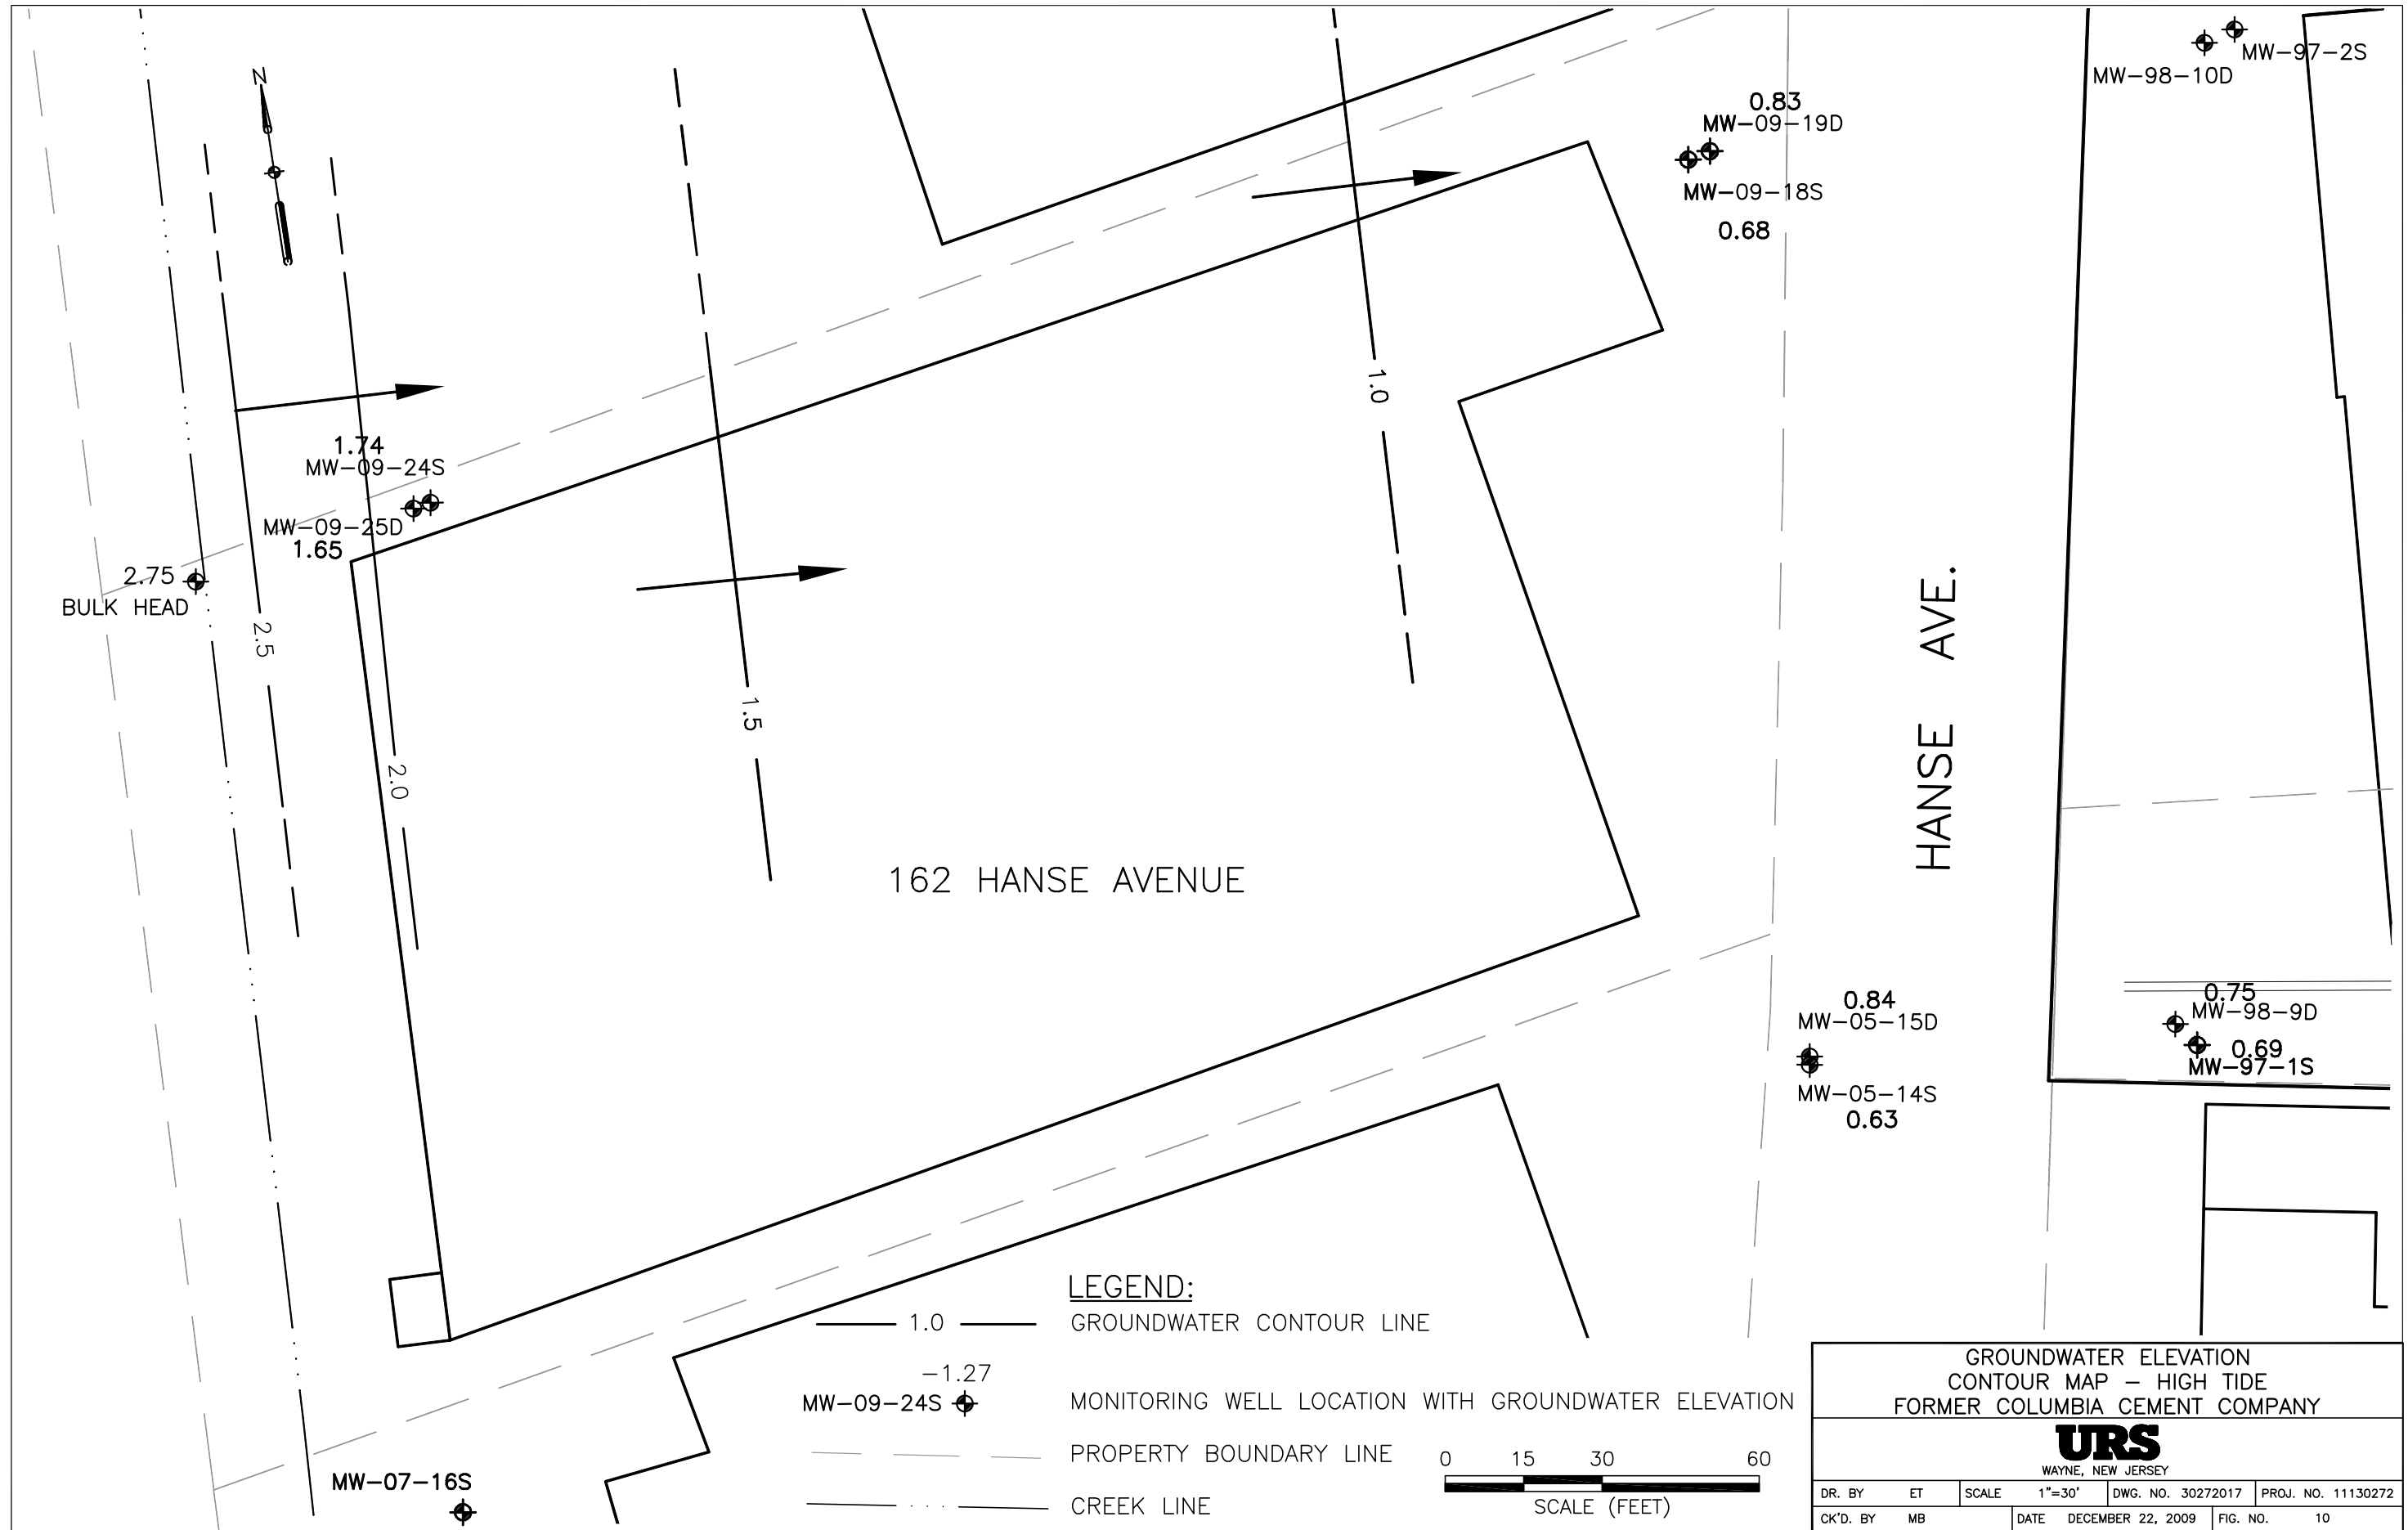 N
MW-97-2S
MW-98-10D
0.83
MW-09-19D
MW-09-18S
0.68
1.0
1.74
MW-09-24S
MW-09-25D
1.65
2.75
BULK HEAD
2.5
2.0
1.5
HANSE AVE.
162 HANSE AVENUE
0.84
MW-05-15D
MW-05-14S
0.63
0.75
MW-98-9D
0.69
MW-97-1S
MW-07-16S
LEGEND:
1.0 GROUNDWATER CONTOUR LINE
-1.27
MW-09-24S MONITORING WELL LOCATION WITH GROUNDWATER ELEVATION
PROPERTY BOUNDARY LINE
CREEK LINE
0 15 30 60
SCALE (FEET)
GROUNDWATER ELEVATION
CONTOUR MAP - HIGH TIDE
FORMER COLUMBIA CEMENT COMPANY
URS
WAYNE, NEW JERSEY
DR. BY ET SCALE 1"=30' DWG. NO. 30272017 PROJ. NO. 11130272
CK'D. BY MB DATE DECEMBER 22, 2009 FIG. NO. 10